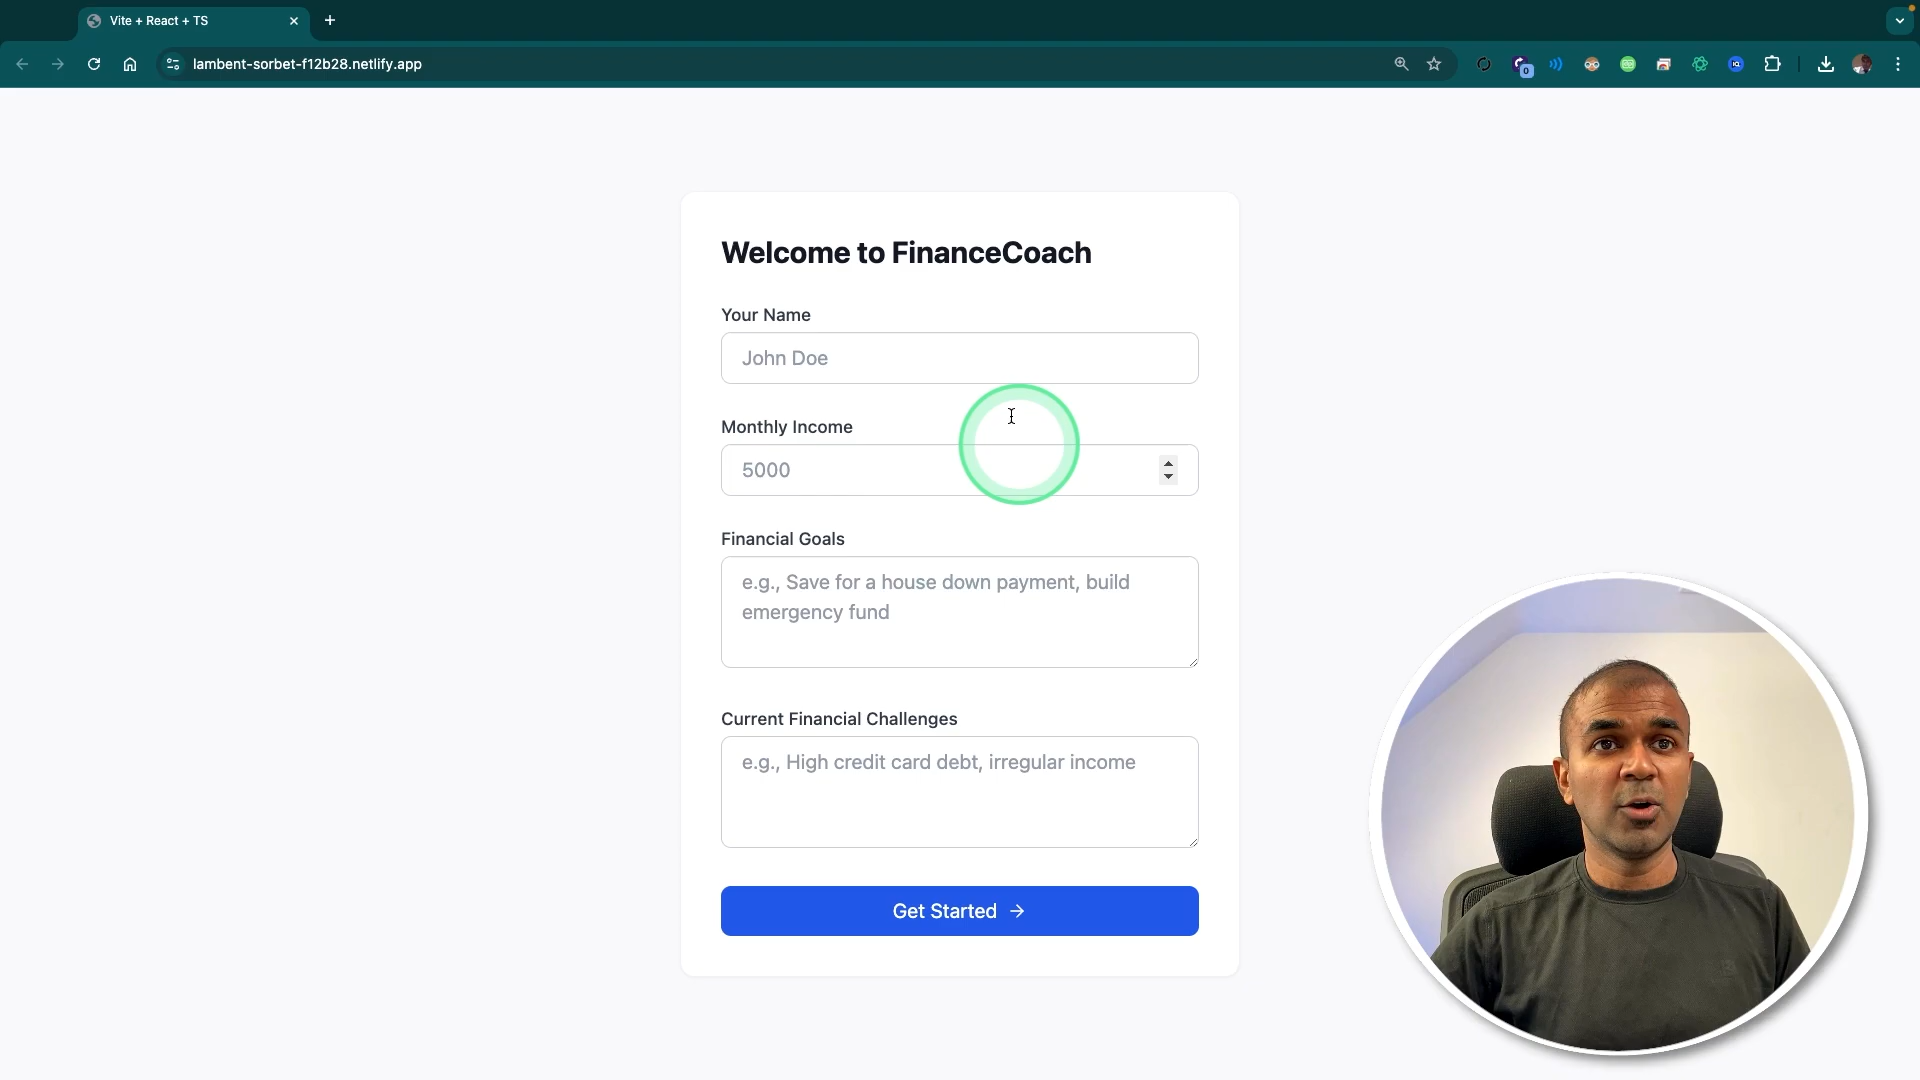 Vite + React + TS
lambent-sorbet-f12b28.netlify.app
0
Welcome to FinanceCoach
Your Name
John Doe
Monthly Income
5000
Financial Goals
e.g., Save for a house down payment, build
emergency fund
Current Financial Challenges
e.g., High credit card debt, irregular income
Get Started →